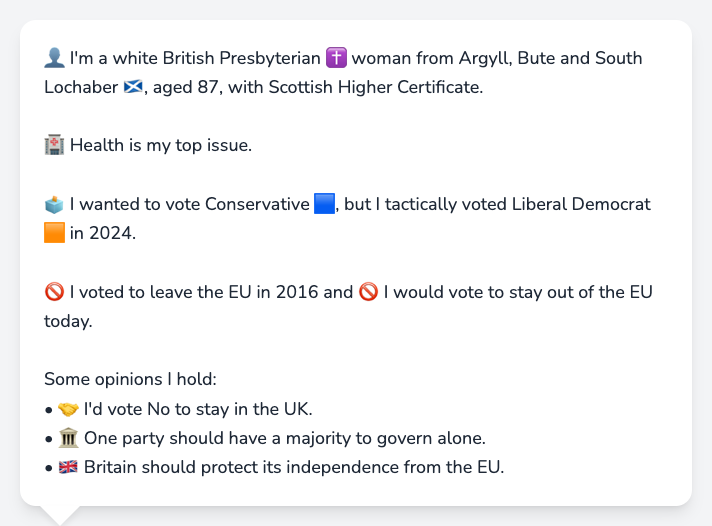 👤 I'm a white British Presbyterian ✝️ woman from Argyll, Bute and South
Lochaber 🏴󠁧󠁢󠁳󠁣󠁴󠁿, aged 87, with Scottish Higher Certificate.
🏥 Health is my top issue.
🗳️ I wanted to vote Conservative 🟦, but I tactically voted Liberal Democrat
🟧 in 2024.
🚫 I voted to leave the EU in 2016 and 🚫 I would vote to stay out of the EU
today.
Some opinions I hold:
• 🤝 I'd vote No to stay in the UK.
• 🏛️ One party should have a majority to govern alone.
• 🇬🇧 Britain should protect its independence from the EU.